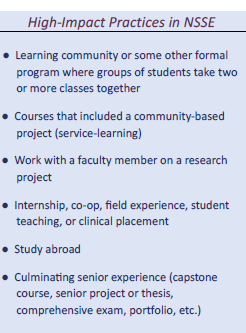 High-Impact Practices in NSSE
● Learning community or some other formal
program where groups of students take two
or more classes together
● Courses that included a community-based
project (service-learning)
● Work with a faculty member on a research
project
● Internship, co-op, field experience, student
teaching, or clinical placement
● Study abroad
● Culminating senior experience (capstone
course, senior project or thesis,
comprehensive exam, portfolio, etc.)